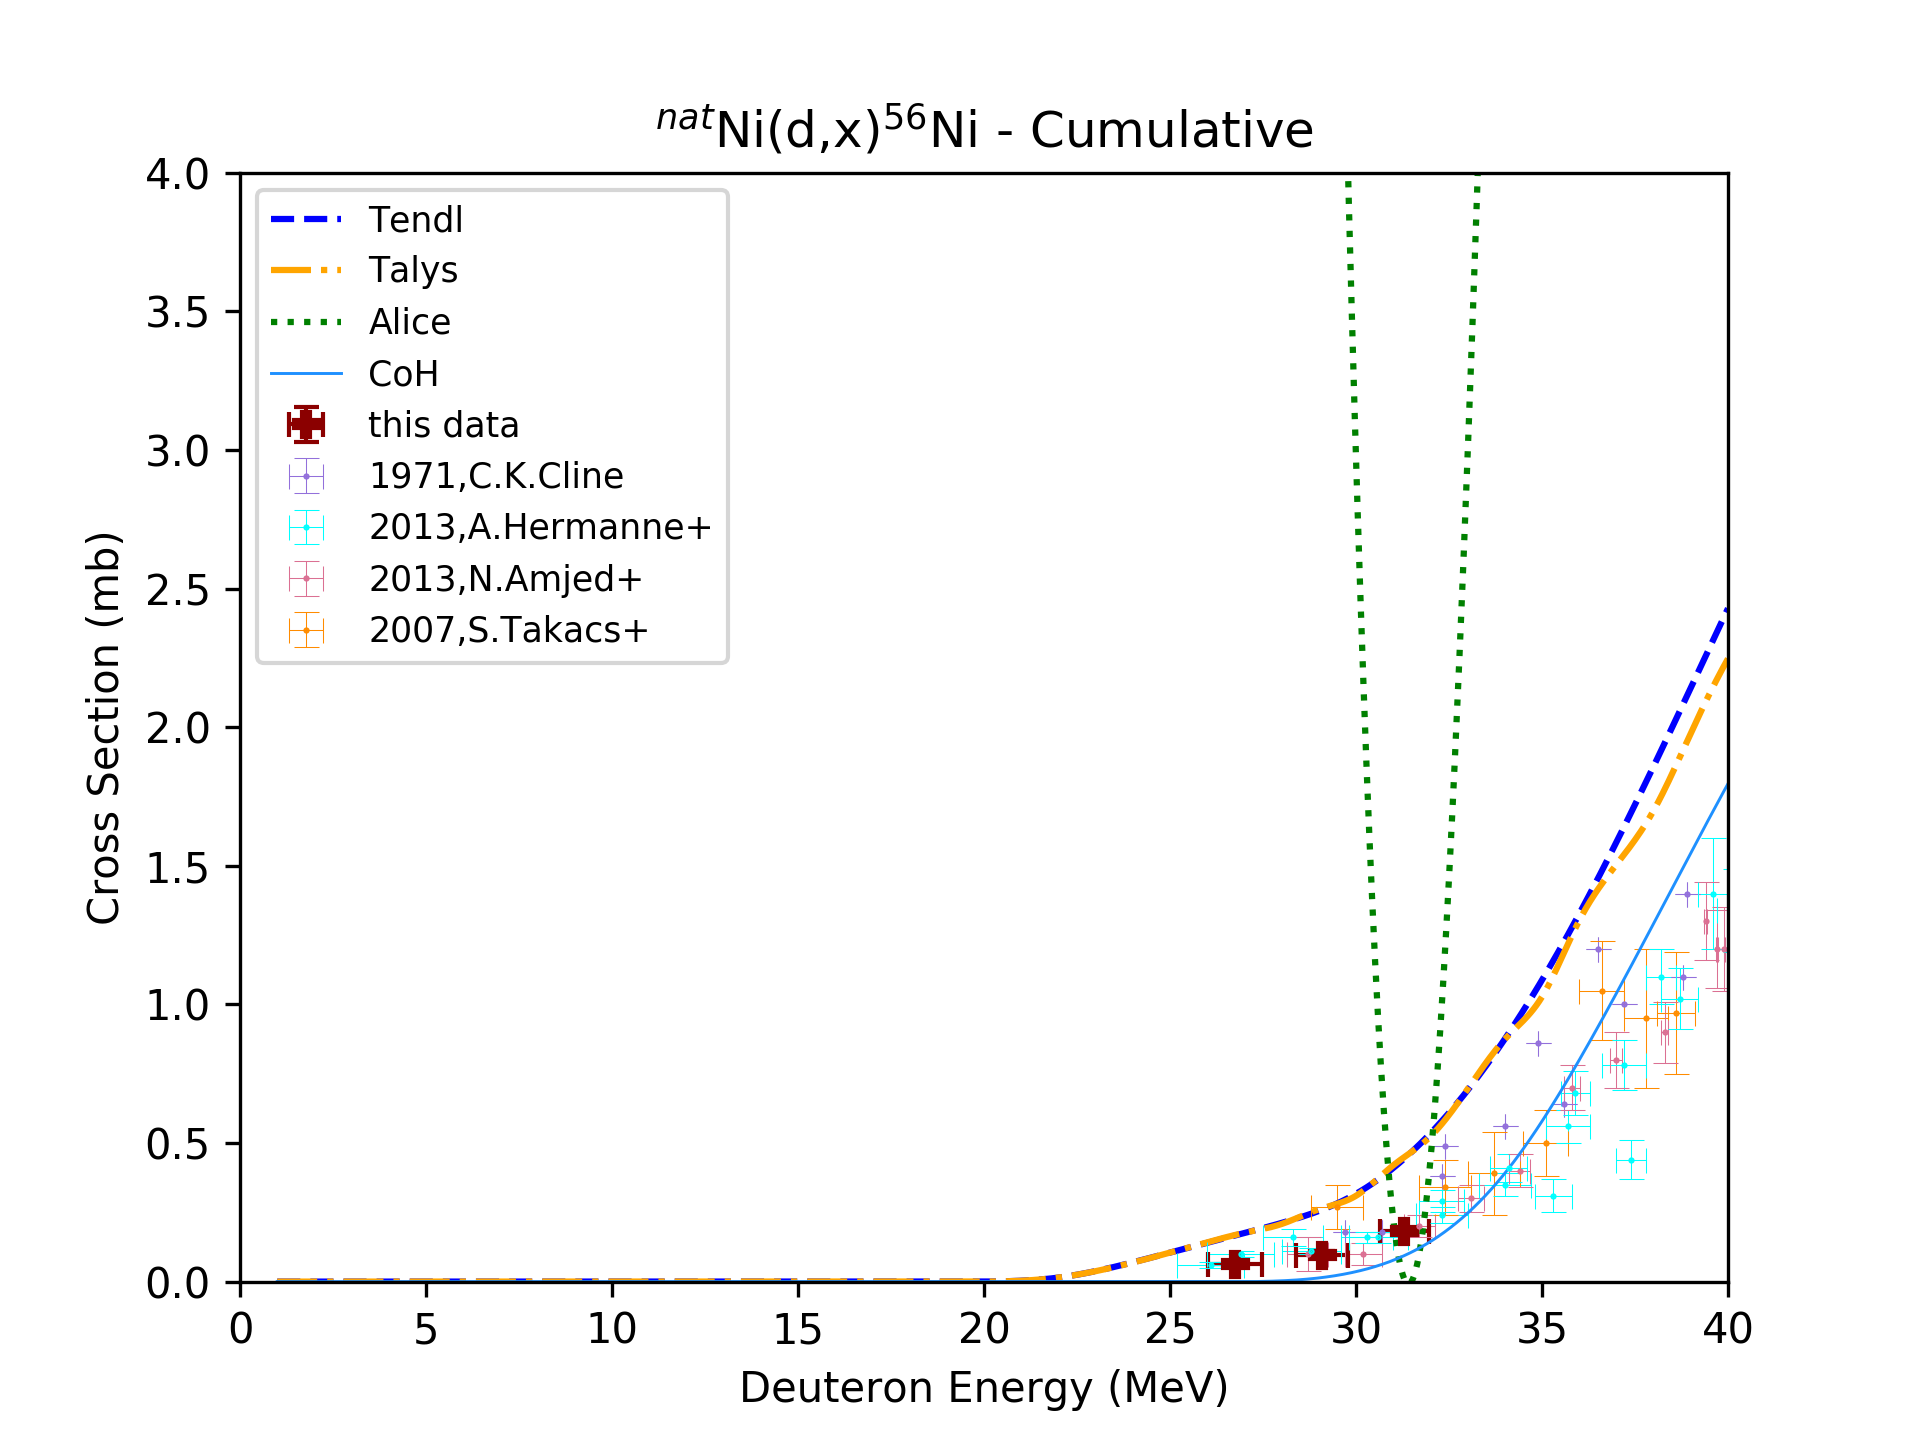 natNi(d,x)56Ni - Cumulative
4.0
3.5
3.0
2.5
2.0
1.5
1.0
0.5
0.0
Cross Section (mb)
Tendl
Talys
Alice
CoH
this data
1971,C.K.Cline
2013,A.Hermanne+
2013,N.Amjed+
2007,S.Takacs+
0 5 10 15 20 25 30 35 40
Deuteron Energy (MeV)